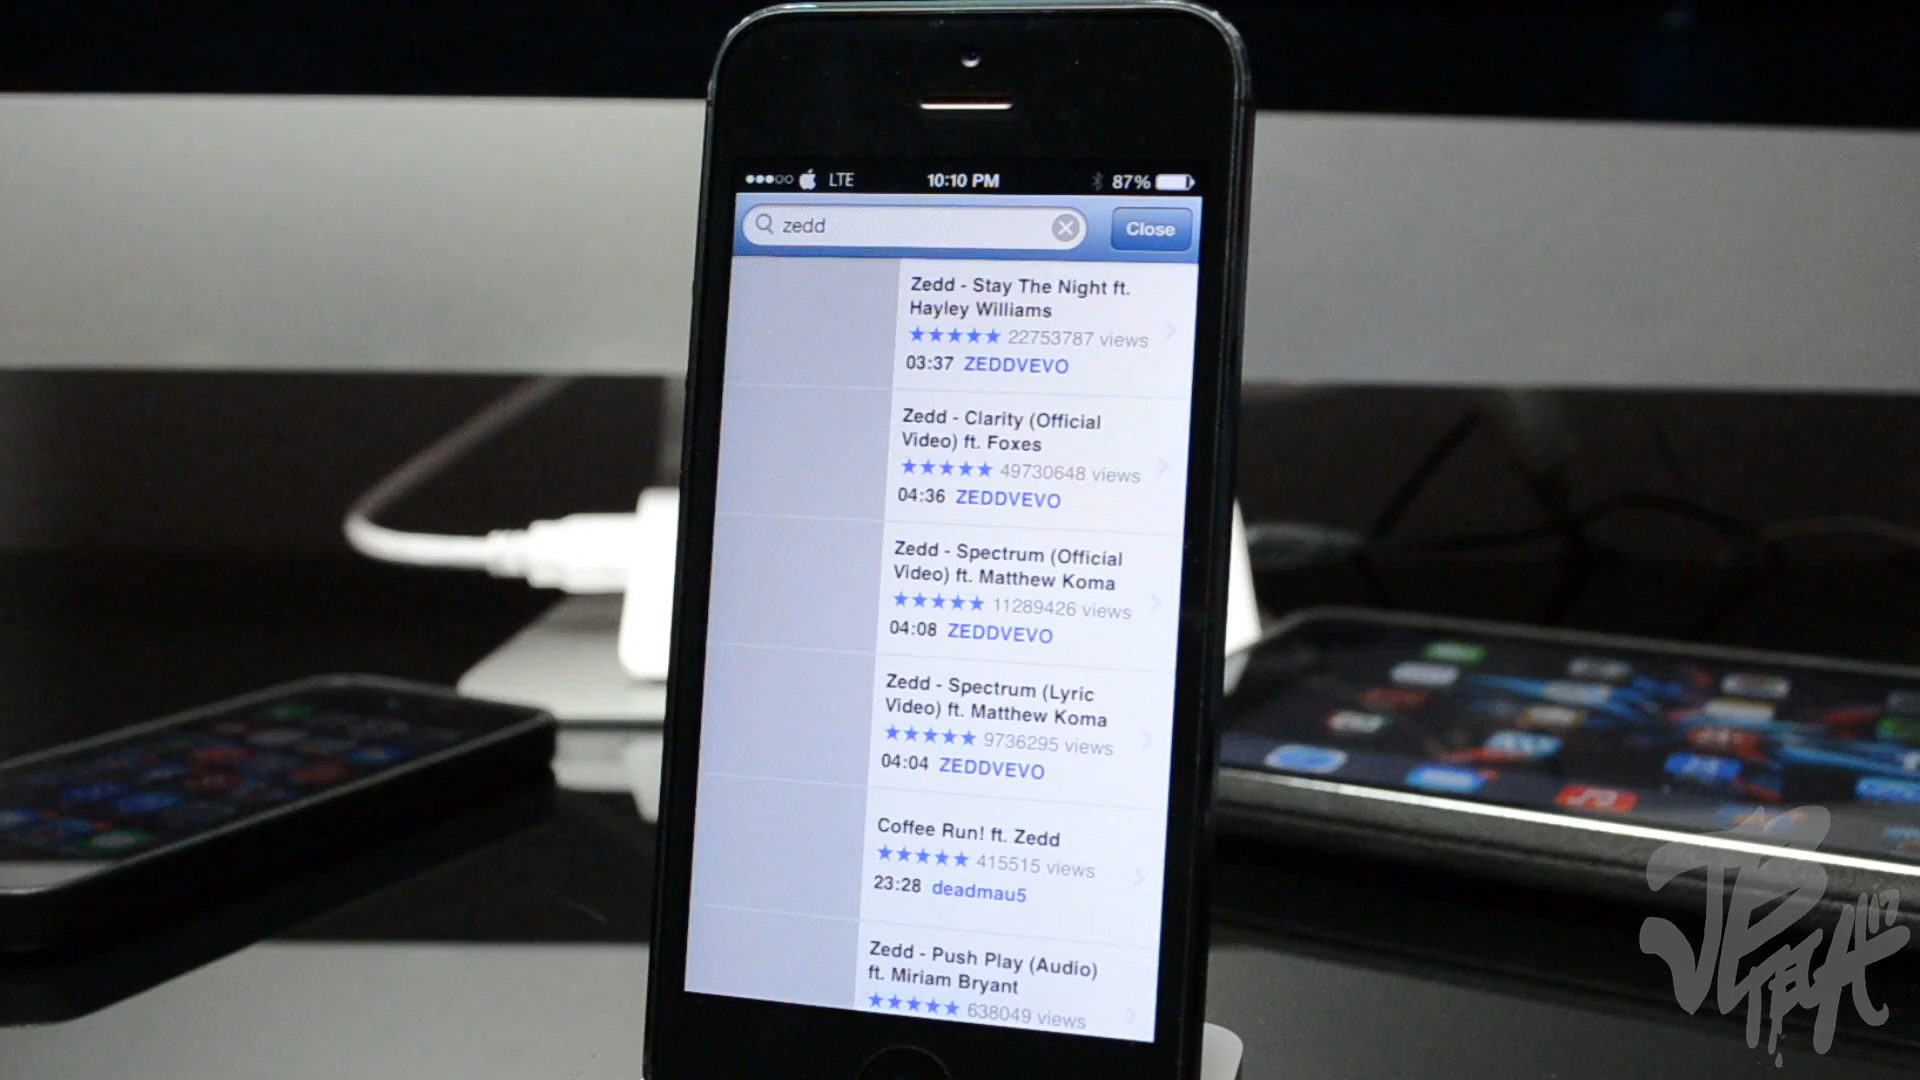 LTE 10:10 PM 87%
zedd Close
Zedd - Stay The Night ft.
Hayley Williams
22753787 views
03:37 ZEDDVEVO
Zedd - Clarity (Official
Video) ft. Foxes
49730648 views
04:36 ZEDDVEVO
Zedd - Spectrum (Official
Video) ft. Matthew Koma
11289426 views
04:08 ZEDDVEVO
Zedd - Spectrum (Lyric
Video) ft. Matthew Koma
9736295 views
04:04 ZEDDVEVO
Coffee Run! ft. Zedd
415515 views
23:28 deadmau5
Zedd - Push Play (Audio)
ft. Miriam Bryant
638049 views